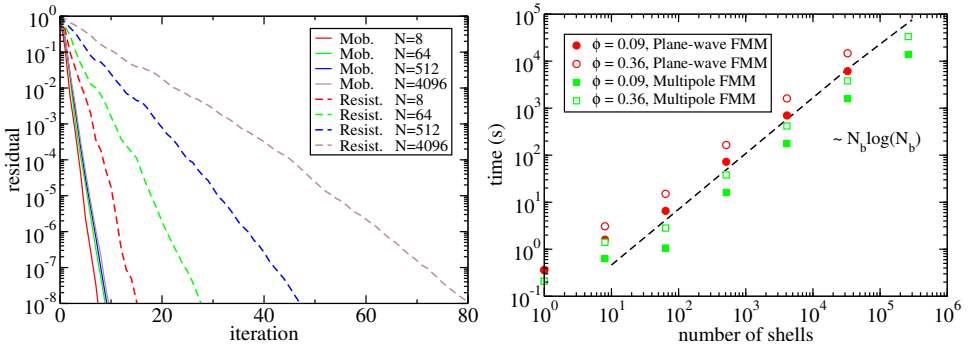 10^0
10^-1
10^-2
10^-3
10^-4
10^-5
10^-6
10^-7
10^-8
residual
0 20 40 60 80
iteration
Mob. N=8
Mob. N=64
Mob. N=512
Mob. N=4096
Resist. N=8
Resist. N=64
Resist. N=512
Resist. N=4096
10^5
10^4
10^3
10^2
10^1
10^0
10^-1
time (s)
10^0 10^1 10^2 10^3 10^4 10^5 10^6
number of shells
ϕ = 0.09, Plane-wave FMM
ϕ = 0.36, Plane-wave FMM
ϕ = 0.09, Multipole FMM
ϕ = 0.36, Multipole FMM
~ N_b log(N_b)